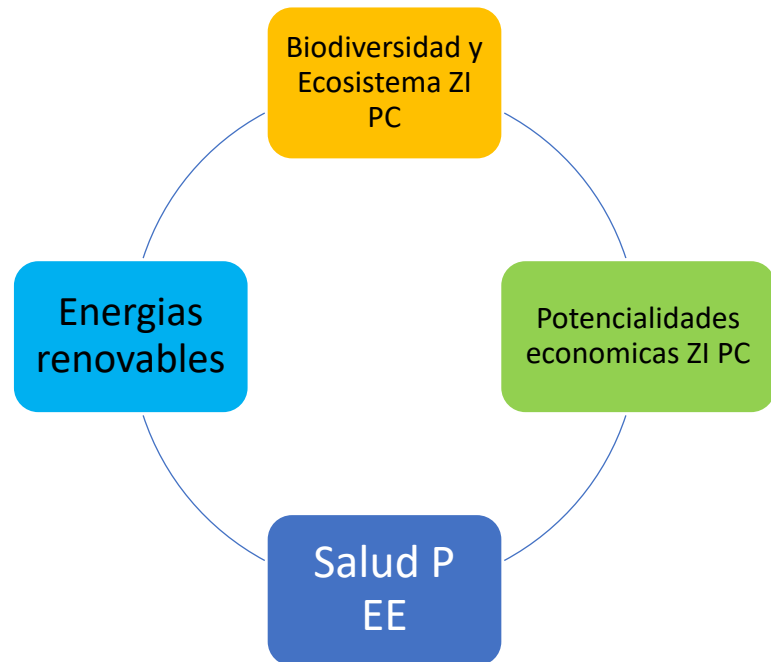 Biodiversidad y
Ecosistema ZI
PC
Energias
renovables
Potencialidades
economicas ZI PC
Salud P
EE